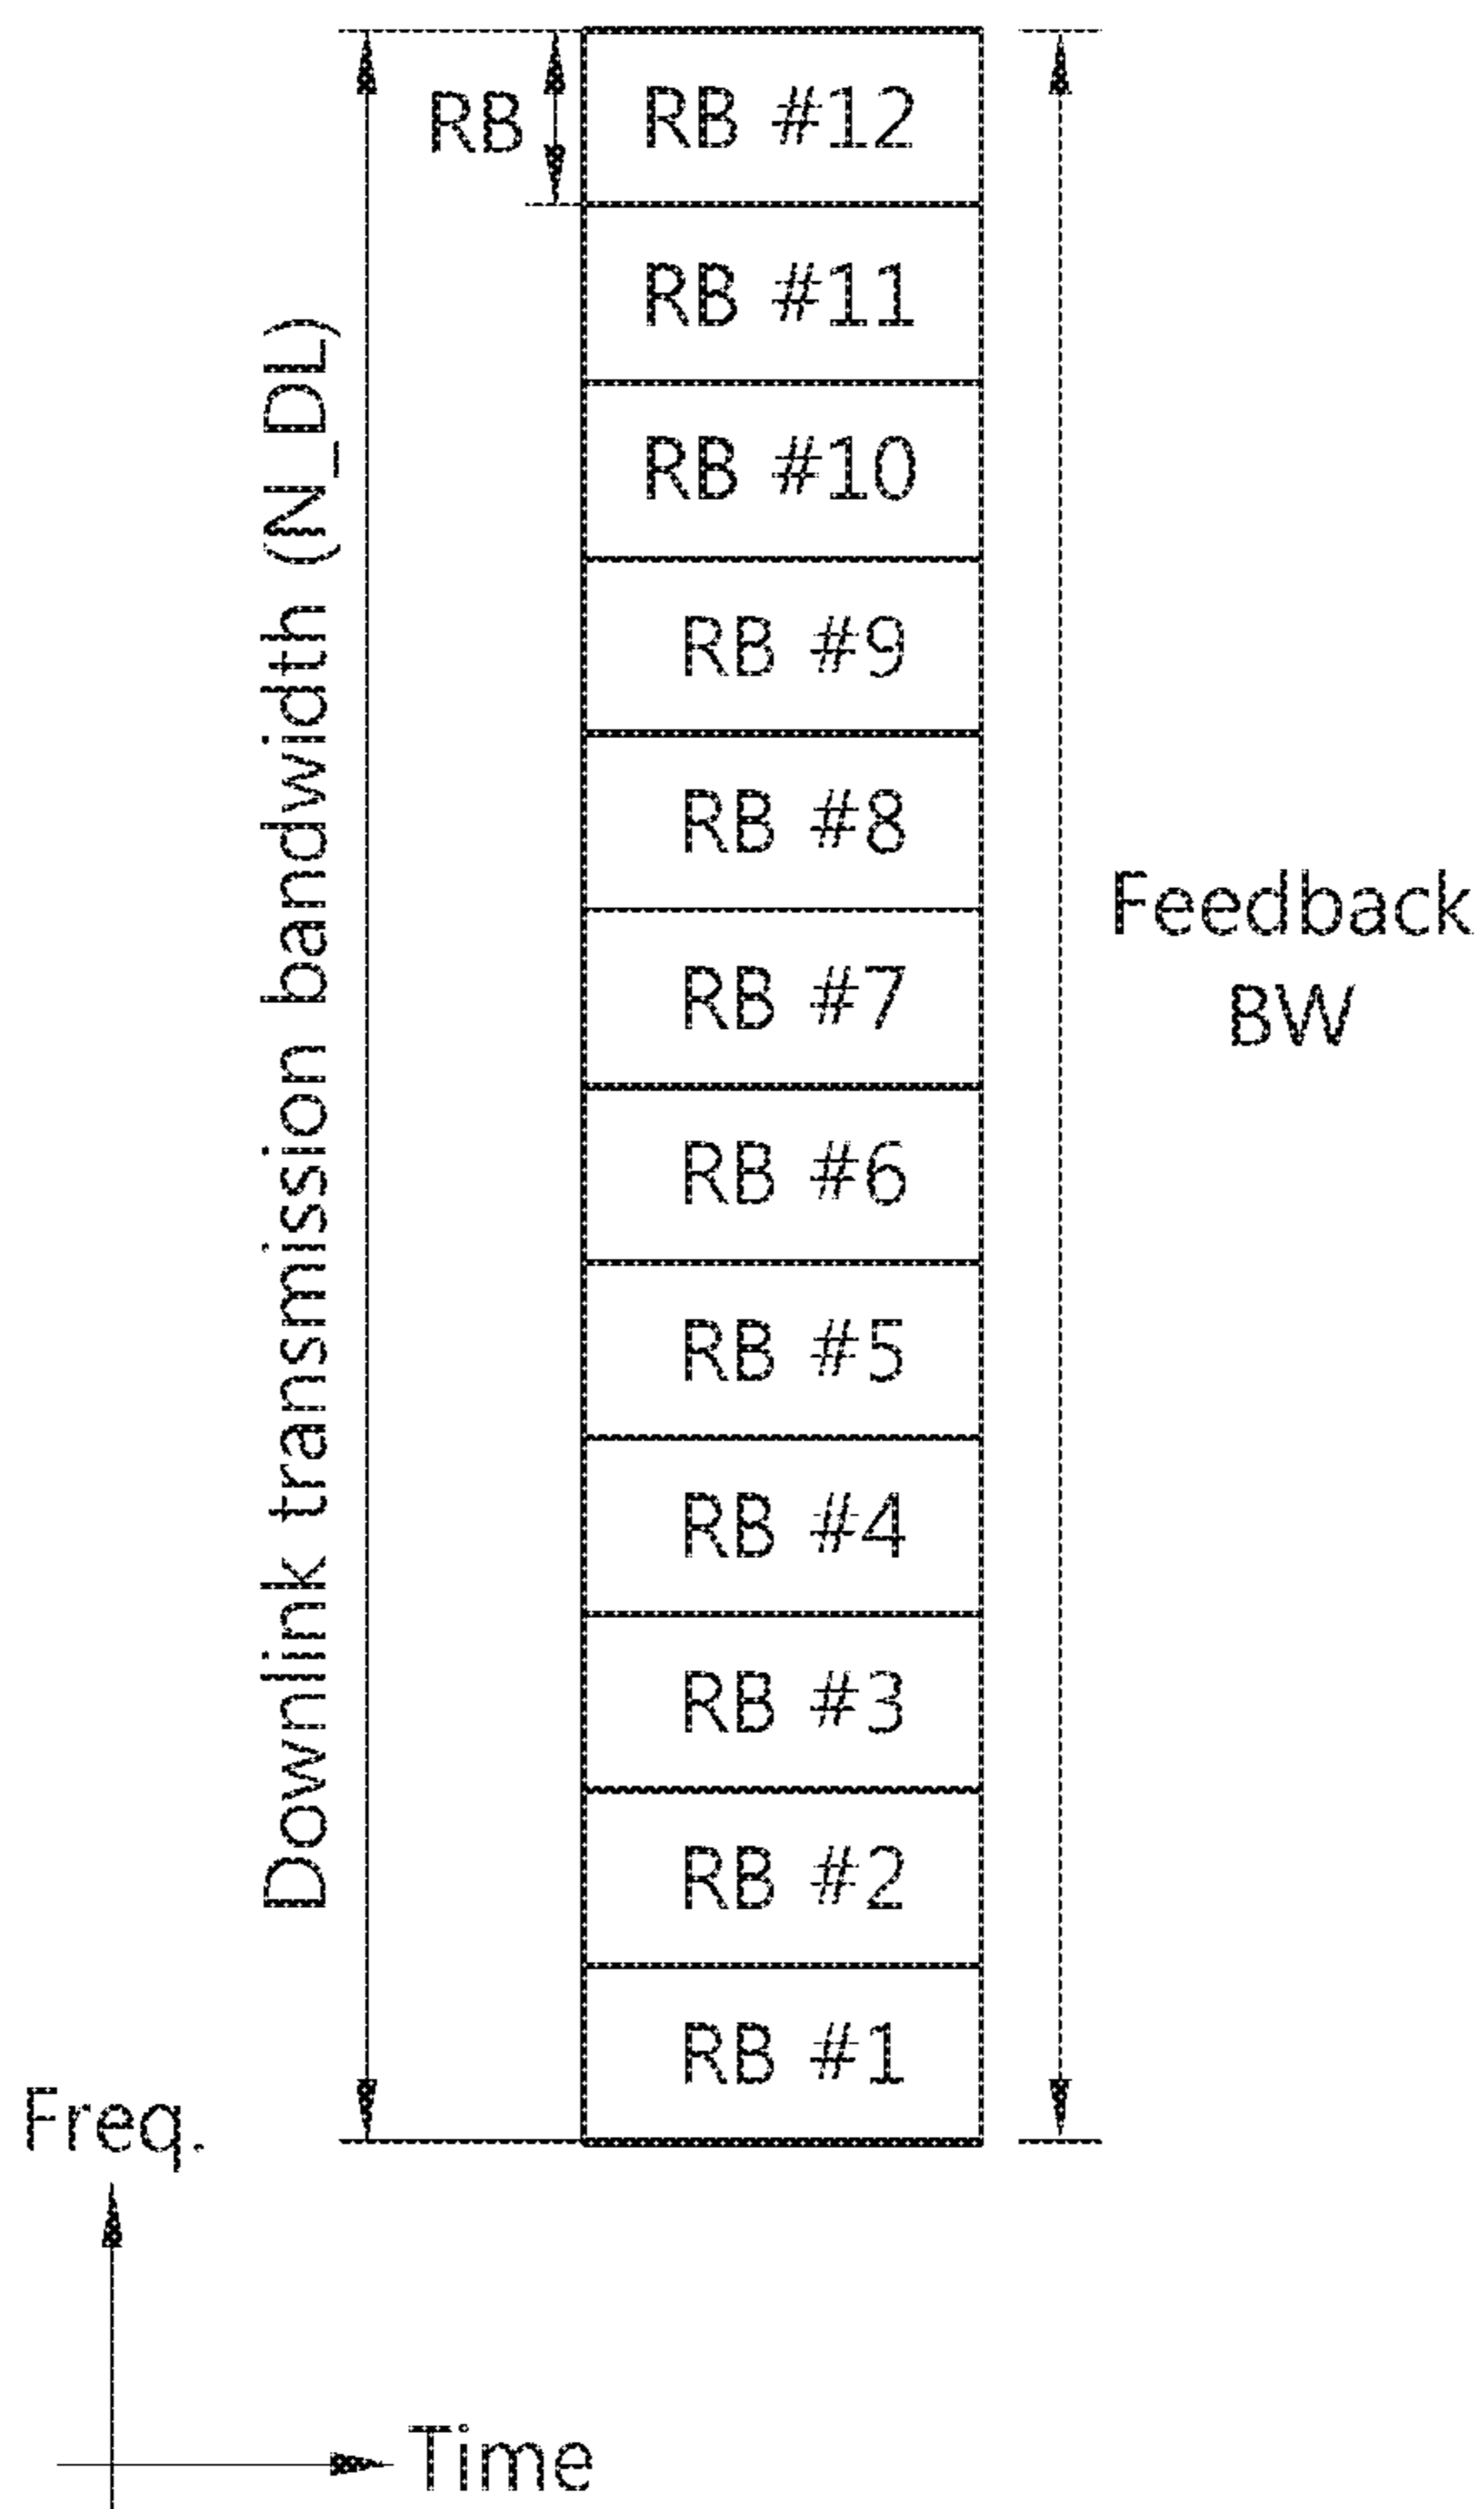 RB
RB #12
RB #11
RB #10
RB #9
RB #8
RB #7
RB #6
RB #5
RB #4
RB #3
RB #2
RB #1
Downlink transmission bandwidth (N_DL)
Feedback
BW
Freq.
Time